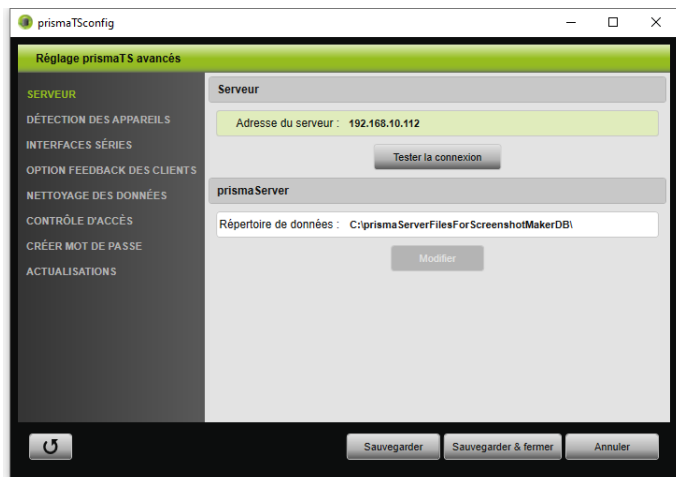 prismaTSconfig
Réglage prismaTS avancés
SERVEUR
DÉTECTION DES APPAREILS
INTERFACES SÉRIES
OPTION FEEDBACK DES CLIENTS
NETTOYAGE DES DONNÉES
CONTRÔLE D'ACCÈS
CRÉER MOT DE PASSE
ACTUALISATIONS
Serveur
Adresse du serveur : 192.168.10.112
Tester la connexion
prismaServer
Répertoire de données : C:\prismaServerFilesForScreenshotMakerDB\
Modifier
Sauvegarder
Sauvegarder & fermer
Annuler